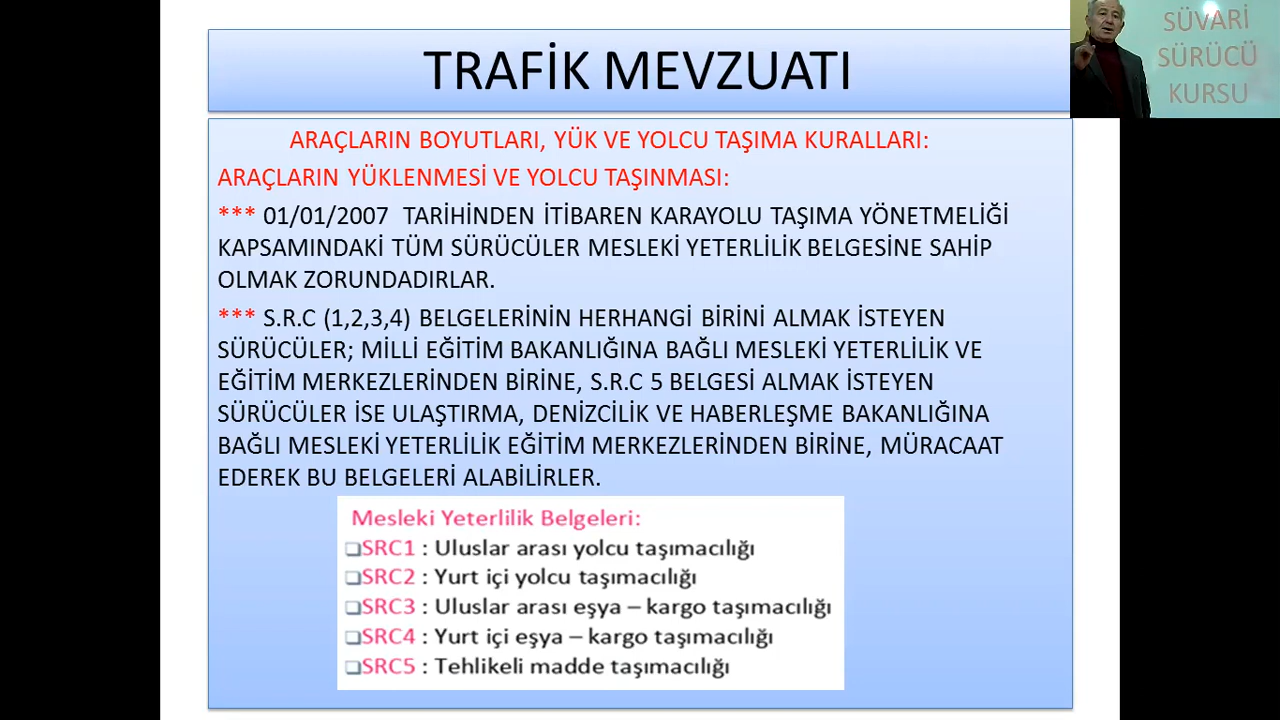 TRAFİK MEVZUATI
SÜVARİ
SÜRÜCÜ
KURSU
ARAÇLARIN BOYUTLARI, YÜK VE YOLCU TAŞIMA KURALLARI:
ARAÇLARIN YÜKLENMESİ VE YOLCU TAŞINMASI:
*** 01/01/2007 TARİHİNDEN İTİBAREN KARAYOLU TAŞIMA YÖNETMELİĞİ
KAPSAMINDAKİ TÜM SÜRÜCÜLER MESLEKİ YETERLİLİK BELGESİNE SAHİP
OLMAK ZORUNDADIRLAR.
*** S.R.C (1,2,3,4) BELGELERİNİN HERHANGİ BİRİNİ ALMAK İSTEYEN
SÜRÜCÜLER; MİLLİ EĞİTİM BAKANLIĞINA BAĞLI MESLEKİ YETERLİLİK VE
EĞİTİM MERKEZLERİNDEN BİRİNE, S.R.C 5 BELGESİ ALMAK İSTEYEN
SÜRÜCÜLER İSE ULAŞTIRMA, DENİZCİLİK VE HABERLEŞME BAKANLIĞINA
BAĞLI MESLEKİ YETERLİLİK EĞİTİM MERKEZLERİNDEN BİRİNE, MÜRACAAT
EDEREK BU BELGELERİ ALABİLİRLER.
Mesleki Yeterlilik Belgeleri:
SRC1 : Uluslar arası yolcu taşımacılığı
SRC2 : Yurt içi yolcu taşımacılığı
SRC3 : Uluslar arası eşya – kargo taşımacılığı
SRC4 : Yurt içi eşya – kargo taşımacılığı
SRC5 : Tehlikeli madde taşımacılığı